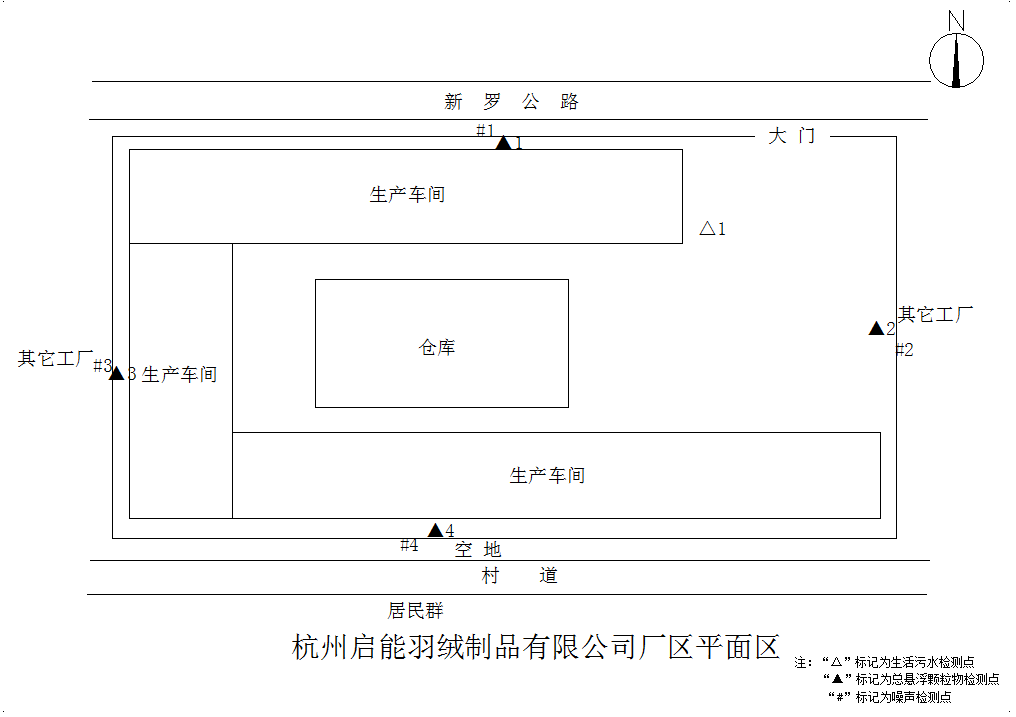 N
新 罗 公 路
#1
▲1
大 门
生产车间
△1
其它工厂
▲2
#2
仓库
其它工厂
#3
▲3
生产车间
生产车间
▲4
#4
空 地
村 道
居民群
杭州启能羽绒制品有限公司厂区平面区
注：“△”标记为生活污水检测点
“▲”标记为总悬浮颗粒物检测点
“#”标记为噪声检测点